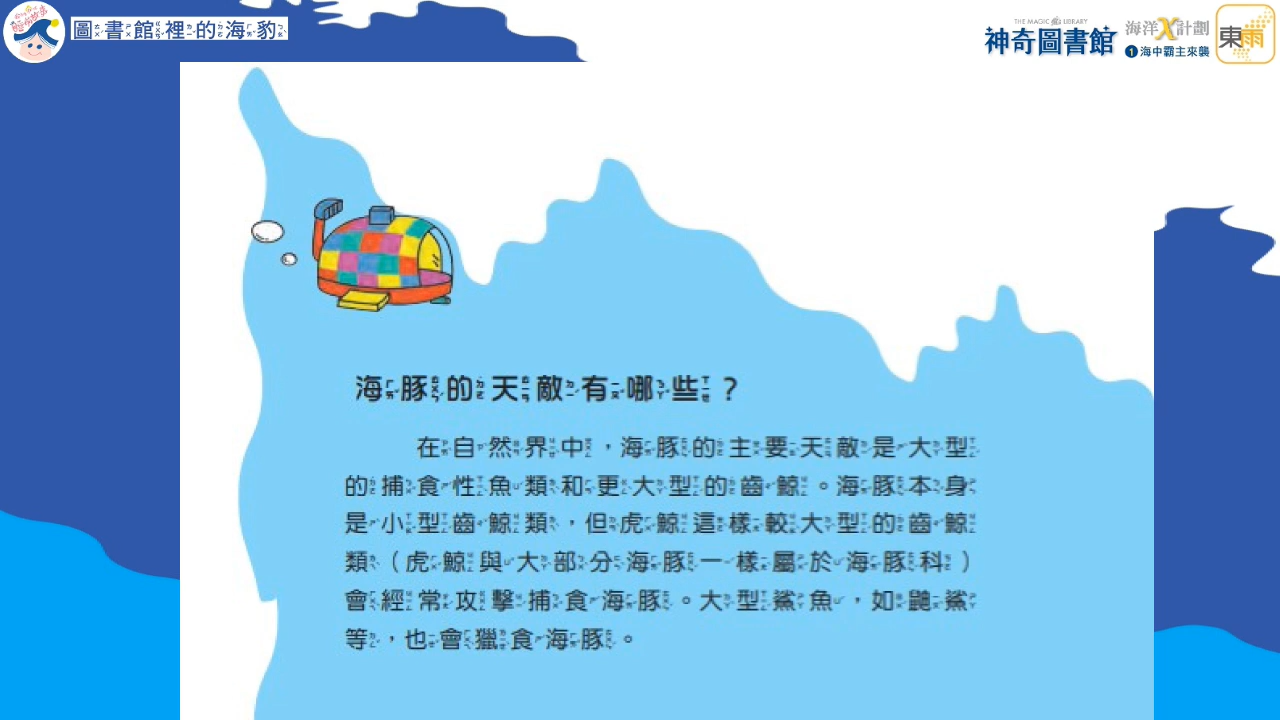 圖書館裡的海豹
THE MAGIC LIBRARY
神奇圖書館
海洋X計劃
1 海中霸主來襲
東雨
海豚的天敵有哪些？
在自然界中，海豚的主要天敵是大型
的捕食性魚類和更大型的齒鯨。海豚本身
是小型齒鯨類，但虎鯨這樣較大型的齒鯨
類（虎鯨與大部分海豚一樣屬於海豚科）
會經常攻擊捕食海豚。大型鯊魚，如鼬鯊
等，也會獵食海豚。